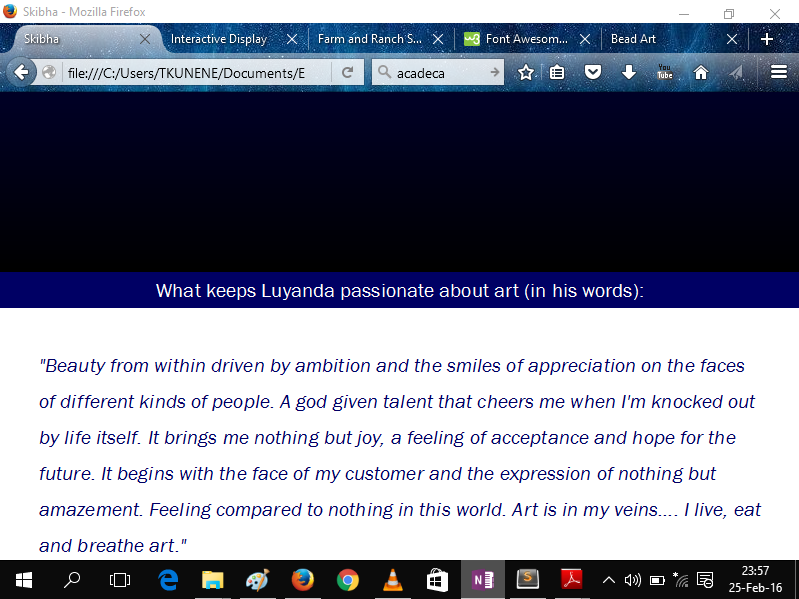 Skibha - Mozilla Firefox
Skibha
Interactive Display
Farm and Ranch S...
Font Awesom...
Bead Art
file:///C:/Users/TKUNENE/Documents/E
acadeca
You
Tube
What keeps Luyanda passionate about art (in his words):
"Beauty from within driven by ambition and the smiles of appreciation on the faces
of different kinds of people. A god given talent that cheers me when I'm knocked out
by life itself. It brings me nothing but joy, a feeling of acceptance and hope for the
future. It begins with the face of my customer and the expression of nothing but
amazement. Feeling compared to nothing in this world. Art is in my veins.... I live, eat
and breathe art."
23:57
25-Feb-16